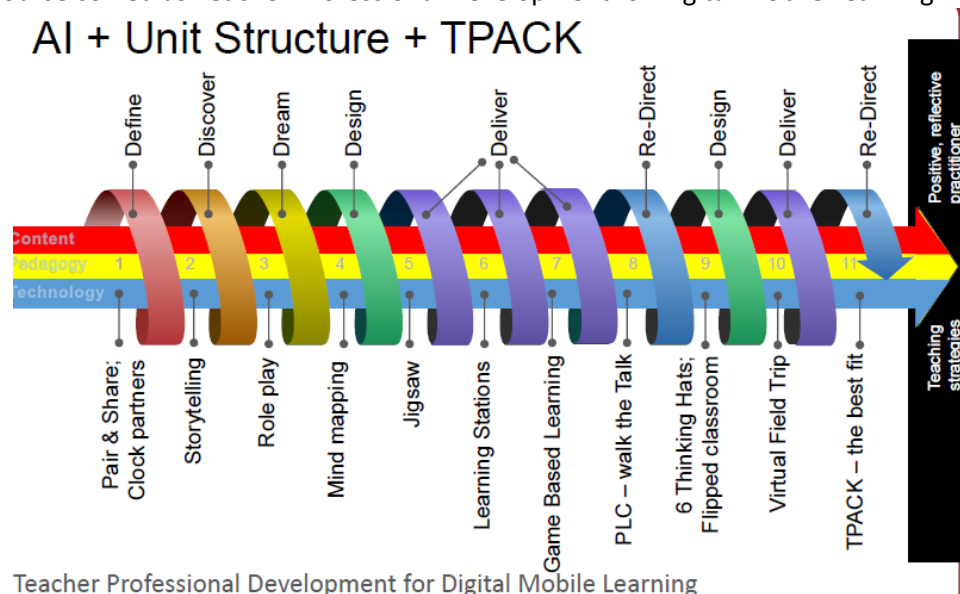 AI + Unit Structure + TPACK
Define
Discover
Dream
Design
Deliver
Re-Direct
Design
Deliver
Re-Direct
Positive, reflective
practitioner
Content
Pedagogy
Technology
1 2 3 4 5 6 7 8 9 10 11
Pair & Share;
Clock partners
Storytelling
Role play
Mind mapping
Jigsaw
Learning Stations
Game Based Learning
PLC – walk the Talk
6 Thinking Hats;
Flipped classroom
Virtual Field Trip
TPACK – the best fit
Teaching
strategies
Teacher Professional Development for Digital Mobile Learning